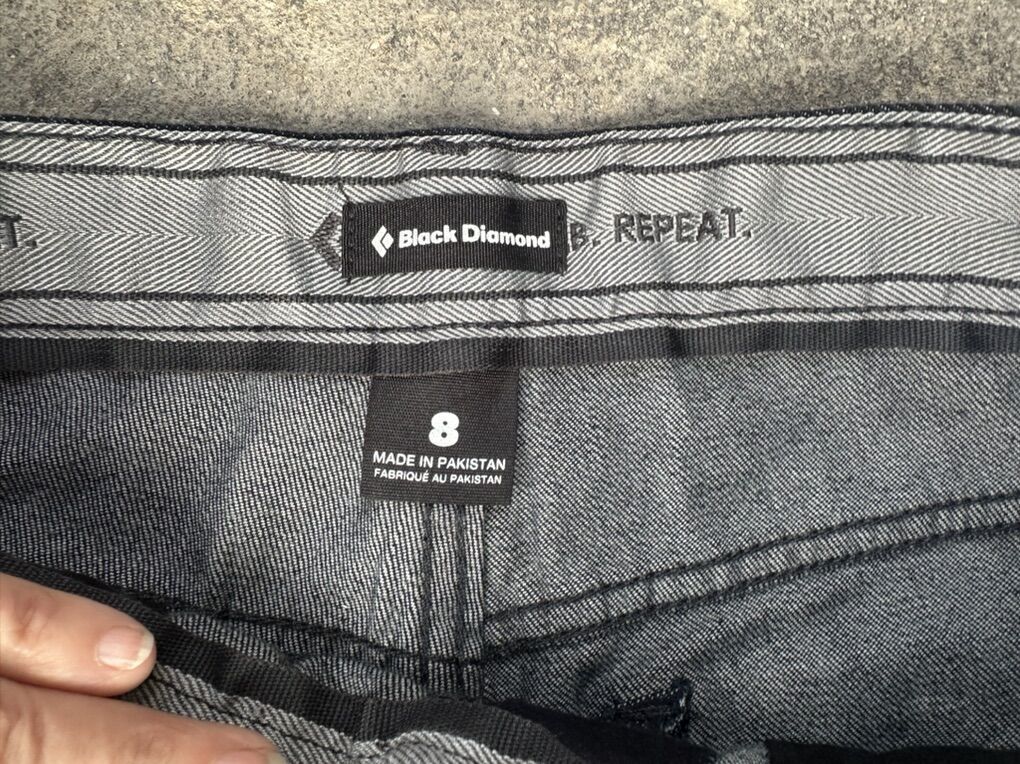 T.
Black Diamond
B. REPEAT.
8
MADE IN PAKISTAN
FABRIQUÉ AU PAKISTAN